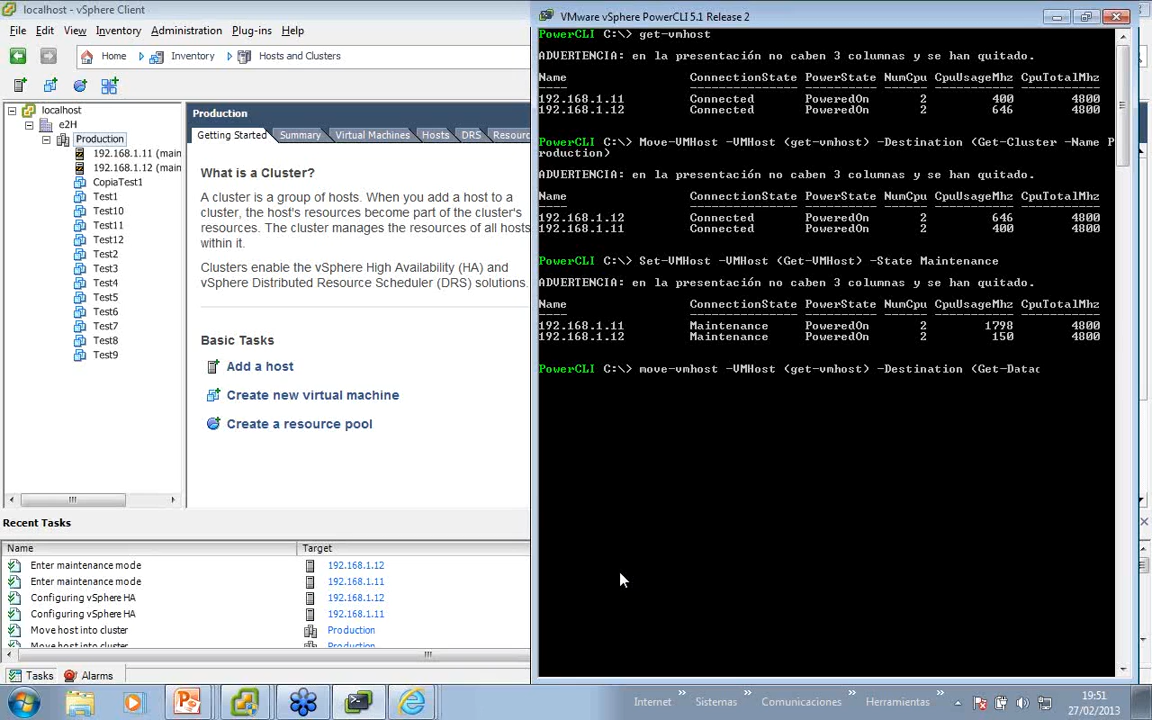 localhost - vSphere Client
File Edit View Inventory Administration Plug-ins Help
Home Inventory Hosts and Clusters
localhost
e2H
Production
192.168.1.11 (main
192.168.1.12 (main
CopiaTest1
Test1
Test10
Test11
Test12
Test2
Test3
Test4
Test5
Test6
Test7
Test8
Test9
Production
Getting Started Summary Virtual Machines Hosts DRS Resourc
What is a Cluster?
A cluster is a group of hosts. When you add a host to a
cluster, the host's resources become part of the cluster's
resources. The cluster manages the resources of all hosts
within it.
Clusters enable the vSphere High Availability (HA) and
vSphere Distributed Resource Scheduler (DRS) solutions.
Basic Tasks
Add a host
Create new virtual machine
Create a resource pool
Recent Tasks
Name Target
Enter maintenance mode 192.168.1.12
Enter maintenance mode 192.168.1.11
Configuring vSphere HA 192.168.1.12
Configuring vSphere HA 192.168.1.11
Move host into cluster Production
Move host into cluster Production
Tasks Alarms
VMware vSphere PowerCLI 5.1 Release 2
PowerCLI C:\> get-vmhost
ADVERTENCIA: en la presentación no caben 3 columnas y se han quitado.
Name ConnectionState PowerState NumCpu CpuUsageMhz CpuTotalMhz
---- --------------- ---------- ------ ----------- -----------
192.168.1.11 Connected PoweredOn 2 400 4800
192.168.1.12 Connected PoweredOn 2 646 4800
PowerCLI C:\> Move-VMHost -VMHost (get-vmhost) -Destination (Get-Cluster -Name P
roduction)
ADVERTENCIA: en la presentación no caben 3 columnas y se han quitado.
Name ConnectionState PowerState NumCpu CpuUsageMhz CpuTotalMhz
---- --------------- ---------- ------ ----------- -----------
192.168.1.12 Connected PoweredOn 2 646 4800
192.168.1.11 Connected PoweredOn 2 400 4800
PowerCLI C:\> Set-VMHost -VMHost (Get-VMHost) -State Maintenance
ADVERTENCIA: en la presentación no caben 3 columnas y se han quitado.
Name ConnectionState PowerState NumCpu CpuUsageMhz CpuTotalMhz
---- --------------- ---------- ------ ----------- -----------
192.168.1.11 Maintenance PoweredOn 2 1798 4800
192.168.1.12 Maintenance PoweredOn 2 150 4800
PowerCLI C:\> move-vmhost -VMHost (get-vmhost) -Destination (Get-Datac
Internet Sistemas Comunicaciones Herramientas
19:51
27/02/2013